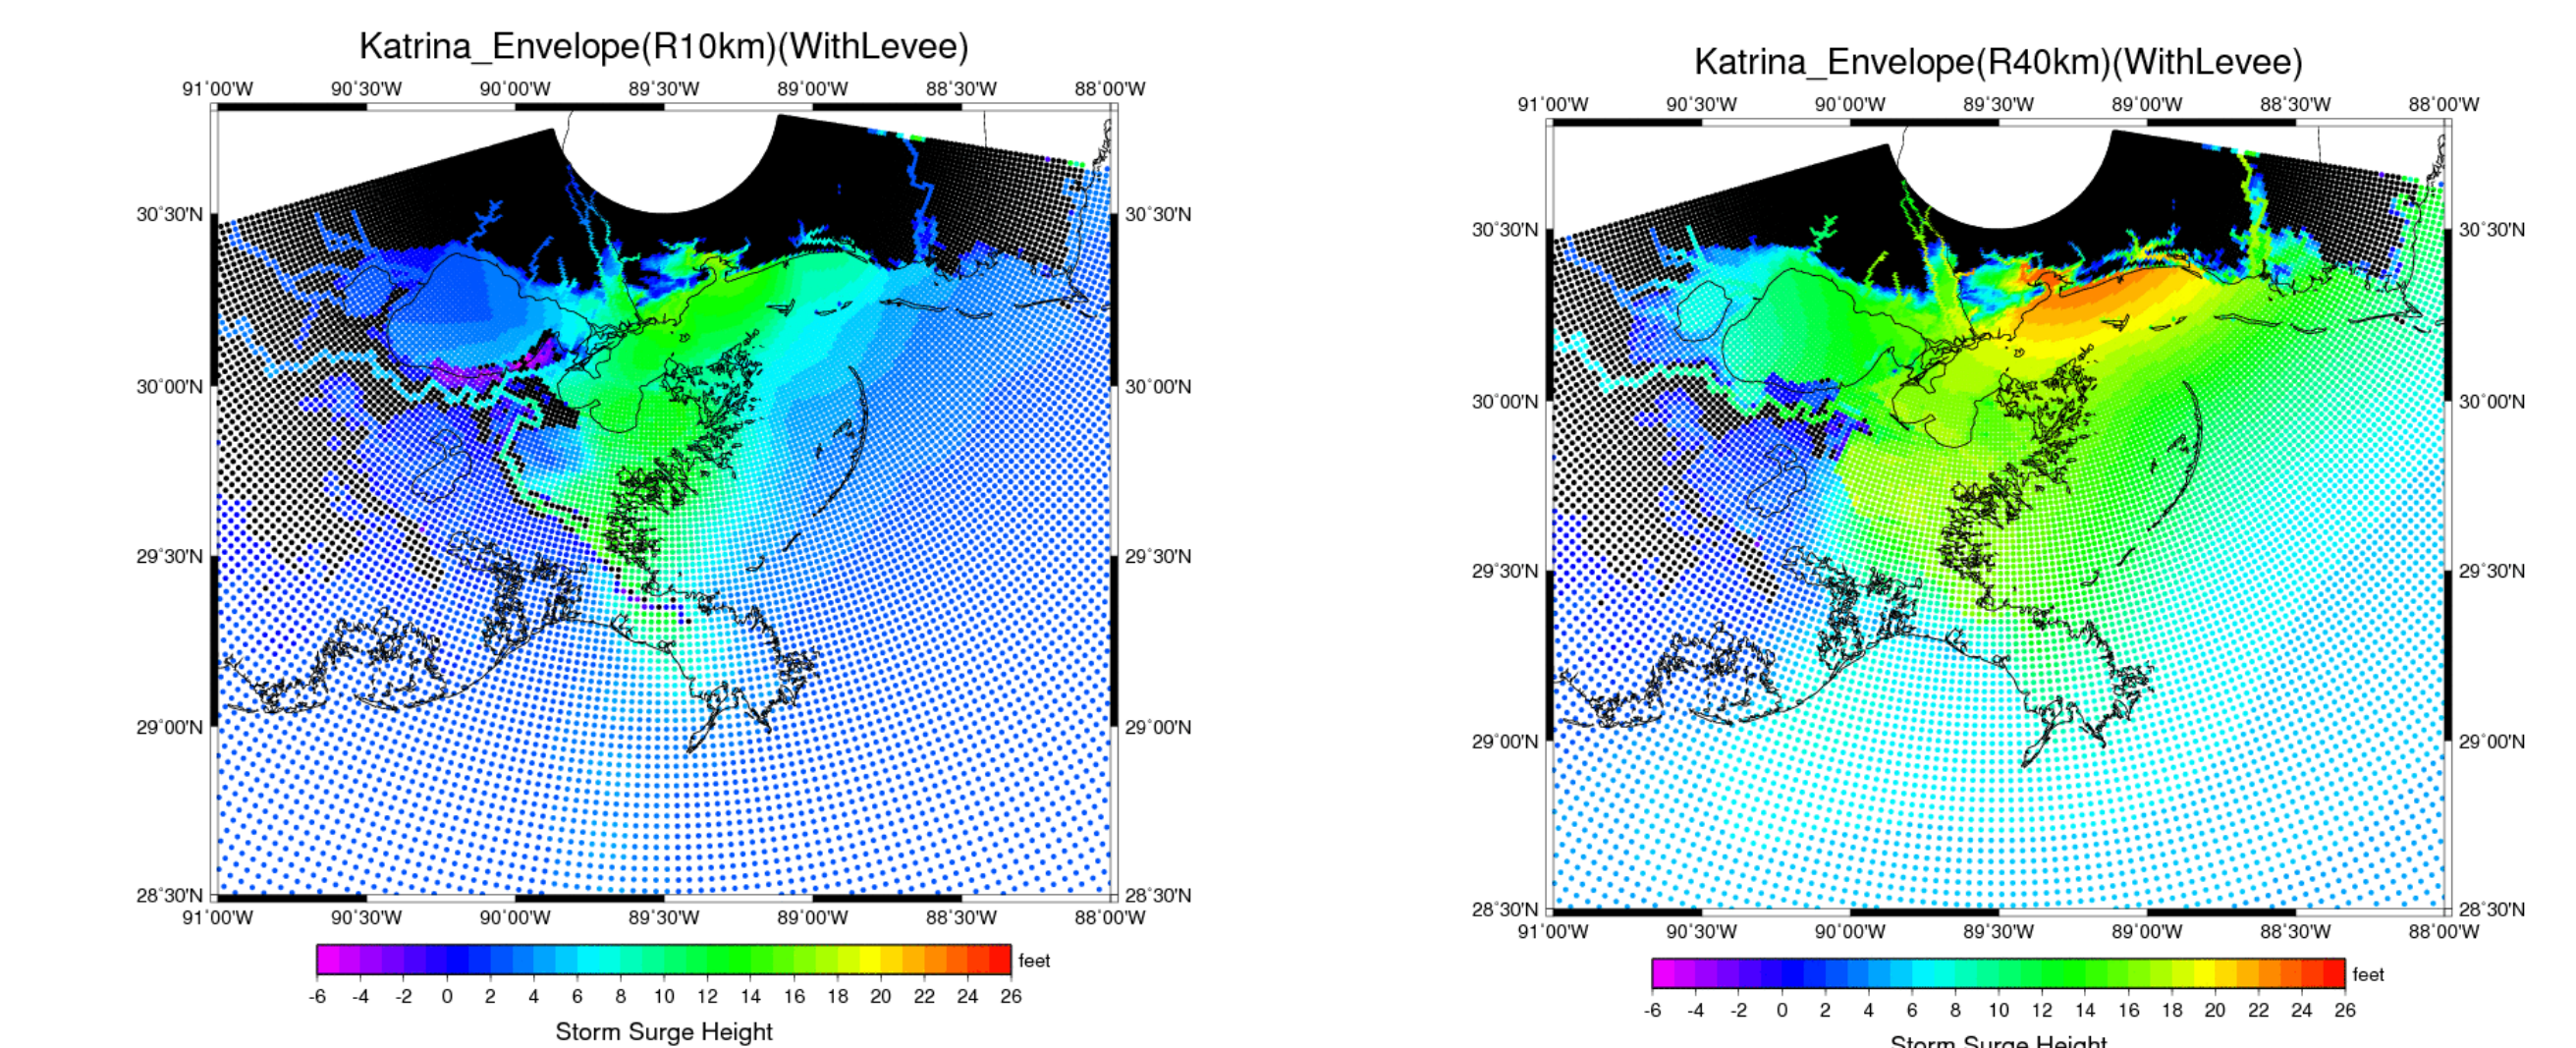 Katrina_Envelope(R10km)(WithLevee)
91˚00'W 90˚30'W 90˚00'W 89˚30'W 89˚00'W 88˚30'W 88˚00'W
30˚30'N 30˚30'N
30˚00'N 30˚00'N
29˚30'N 29˚30'N
29˚00'N 29˚00'N
28˚30'N 28˚30'N
91˚00'W 90˚30'W 90˚00'W 89˚30'W 89˚00'W 88˚30'W 88˚00'W
feet
-6 -4 -2 0 2 4 6 8 10 12 14 16 18 20 22 24 26
Storm Surge Height
Katrina_Envelope(R40km)(WithLevee)
91˚00'W 90˚30'W 90˚00'W 89˚30'W 89˚00'W 88˚30'W 88˚00'W
30˚30'N 30˚30'N
30˚00'N 30˚00'N
29˚30'N 29˚30'N
29˚00'N 29˚00'N
28˚30'N 28˚30'N
91˚00'W 90˚30'W 90˚00'W 89˚30'W 89˚00'W 88˚30'W 88˚00'W
feet
-6 -4 -2 0 2 4 6 8 10 12 14 16 18 20 22 24 26
Storm Surge Height